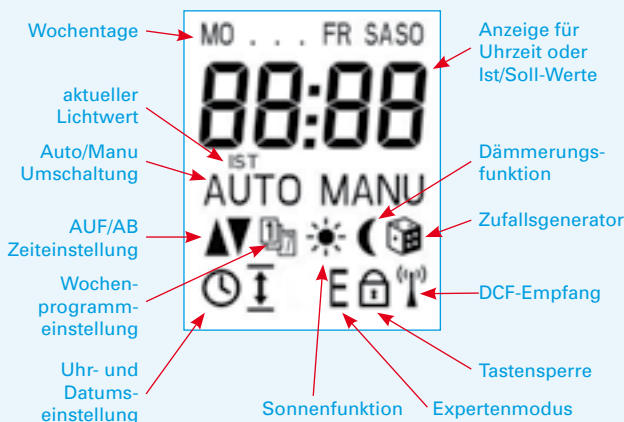 Wochentage
MO . . . FR SASO
Anzeige für
Uhrzeit oder
Ist/Soll-Werte
88:88
aktueller
Lichtwert
IST
Auto/Manu
Umschaltung
AUTO MANU
Dämmerungs-
funktion
AUF/AB
Zeiteinstellung
Zufallsgenerator
Wochen-
programm-
einstellung
E
DCF-Empfang
Uhr- und
Datums-
einstellung
Tastensperre
Sonnenfunktion
Expertenmodus